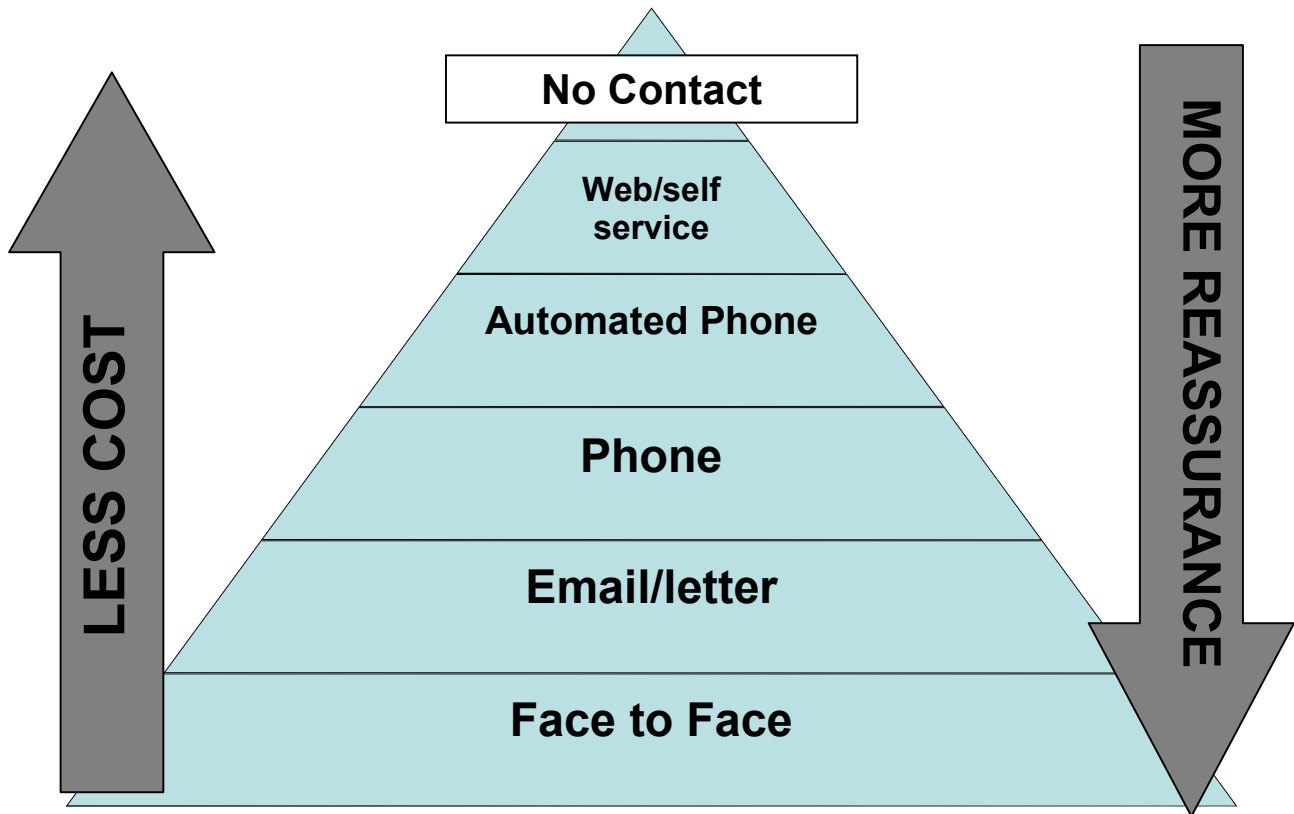 No Contact
Web/self
service
Automated Phone
Phone
Email/letter
Face to Face
LESS COST
MORE REASSURANCE